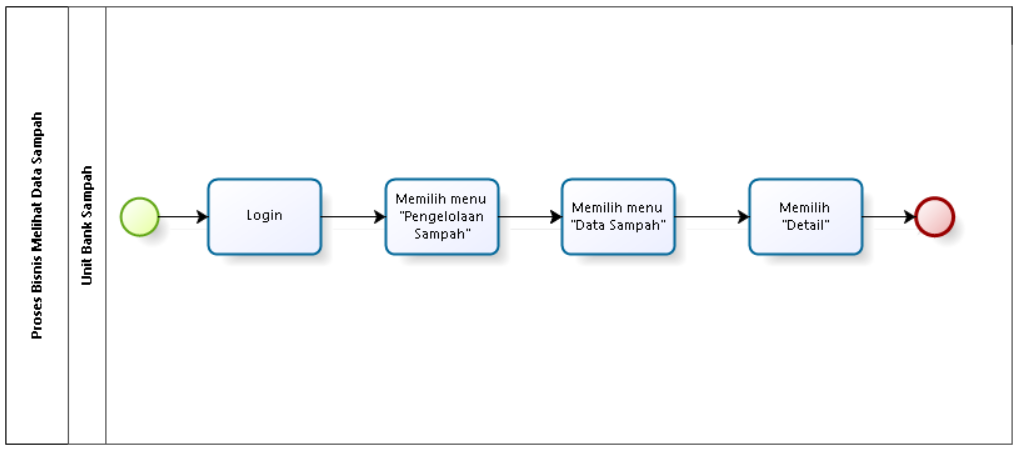 Proses Bisnis Melihat Data Sampah
Unit Bank Sampah
Login
Memilih menu
"Pengelolaan
Sampah"
Memilih menu
"Data Sampah"
Memilih
"Detail"